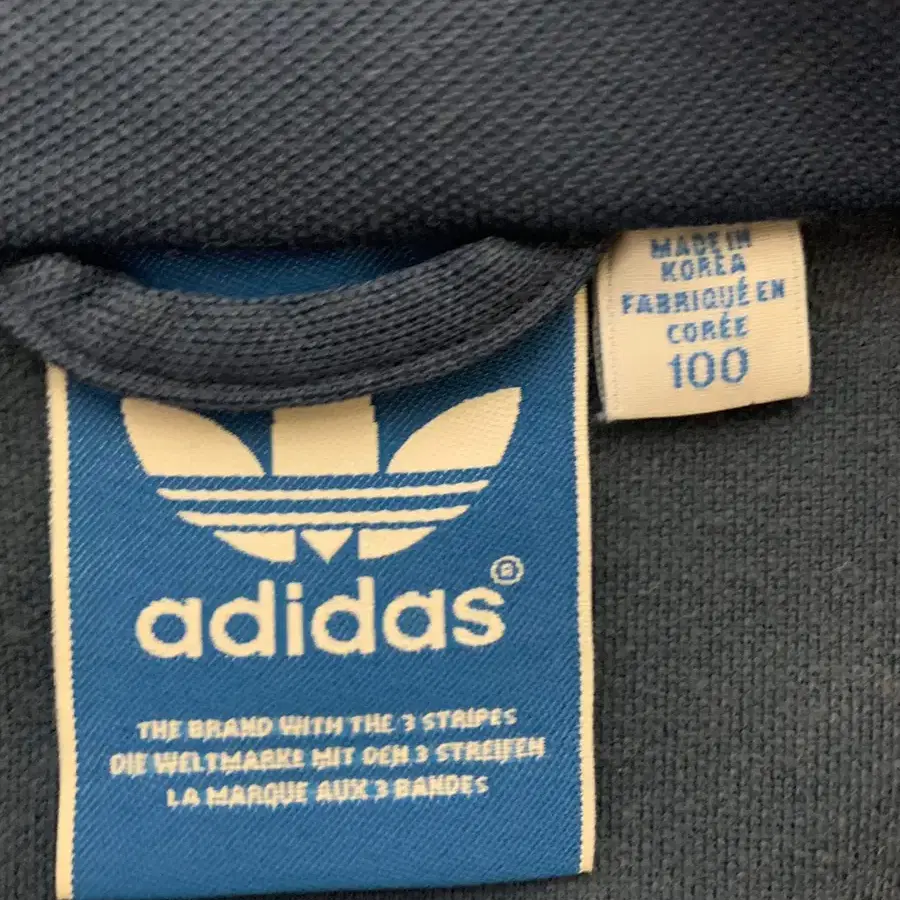 MADE IN
KOREA
FABRIQUÉ EN
CORÉE
100
adidas®
THE BRAND WITH THE 3 STRIPES
DIE WELTMARKE MIT DEN 3 STREIFEN
LA MARQUE AUX 3 BANDES